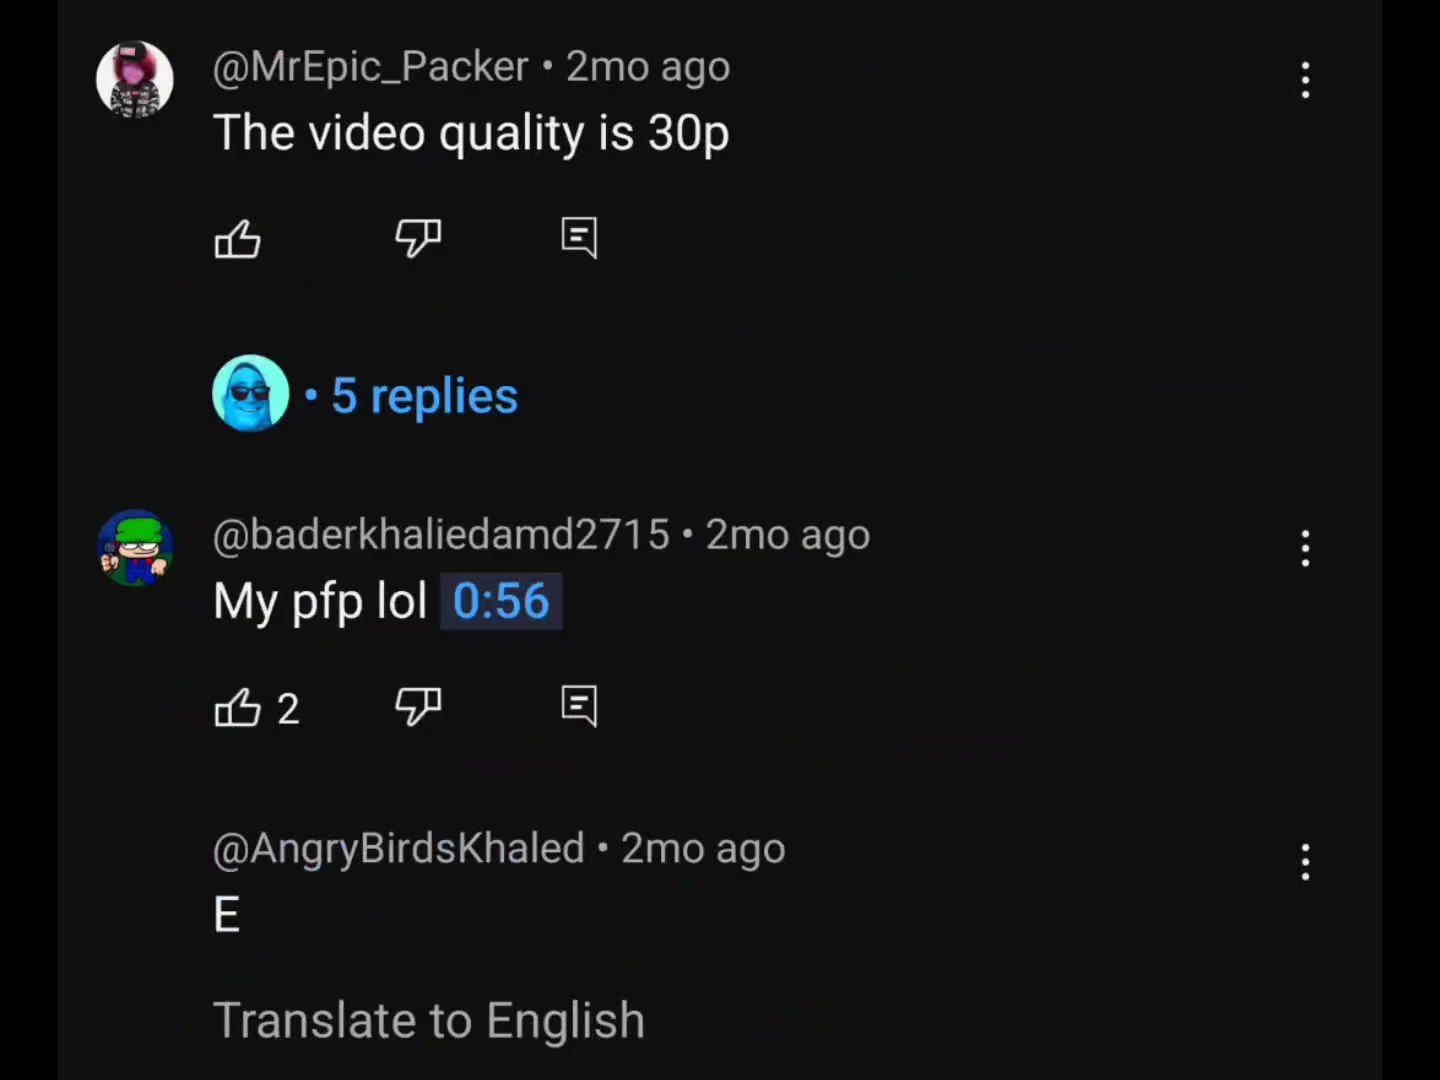 @MrEpic_Packer • 2mo ago
The video quality is 30p
• 5 replies
@baderkhaliedamd2715 • 2mo ago
My pfp lol 0:56
2
@AngryBirdsKhaled • 2mo ago
E
Translate to English